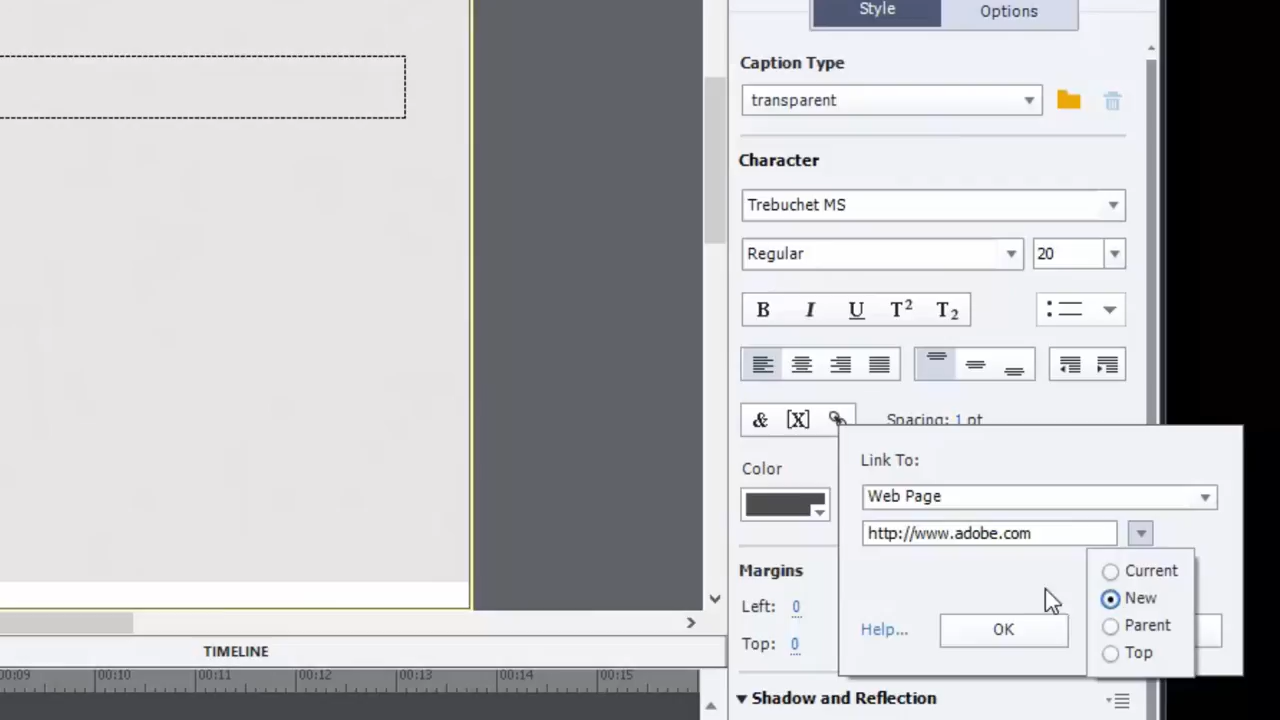 Style
Options
Caption Type
transparent
Character
Trebuchet MS
Regular
20
B I U T² T₂
& [X]
Spacing: 1 pt
Link To:
Color
Web Page
http://www.adobe.com
Margins
Current
New
Left: 0
Parent
Help...
OK
Top: 0
Top
TIMELINE
00:09
00:10
00:11
00:12
00:13
00:14
00:15
Shadow and Reflection